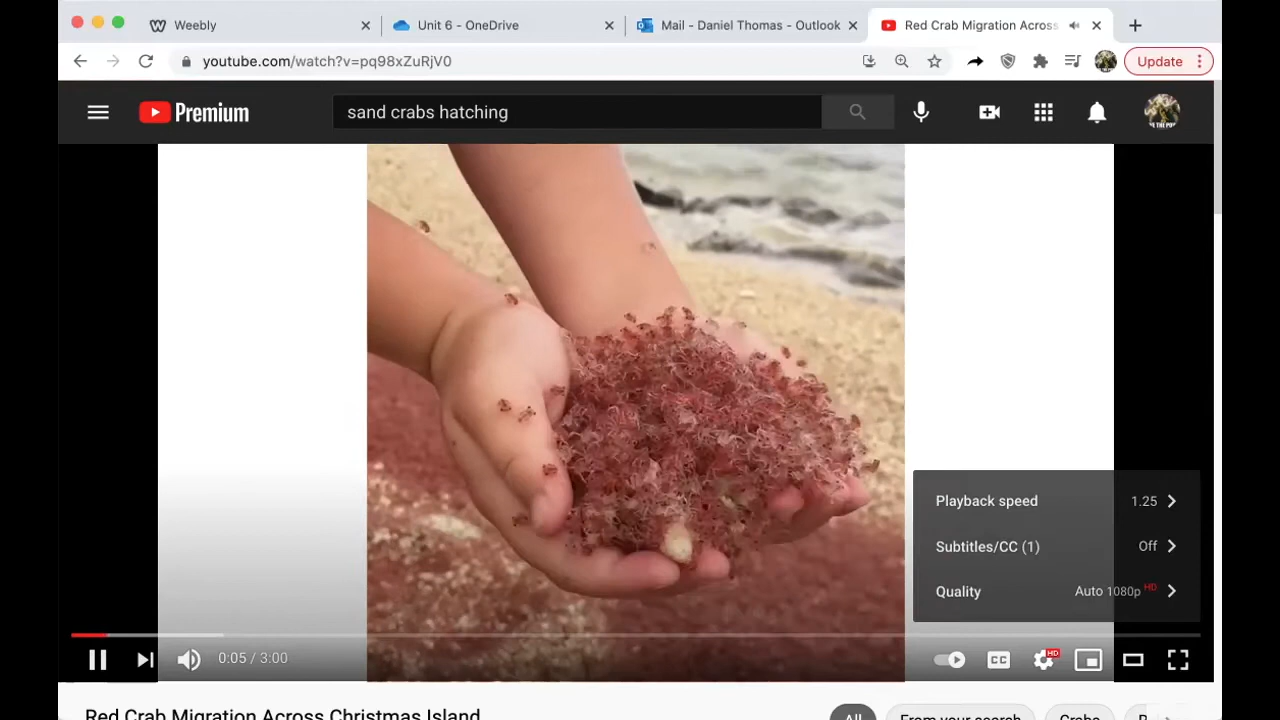 Weebly
Unit 6 - OneDrive
Mail - Daniel Thomas - Outlook
Red Crab Migration Across
youtube.com/watch?v=pq98xZuRjV0
Update
Premium
sand crabs hatching
Playback speed 1.25
Subtitles/CC (1) Off
Quality Auto 1080p HD
0:05 / 3:00
CC
HD
Red Crab Migration Across Christmas Island
All
From your search
Crabs